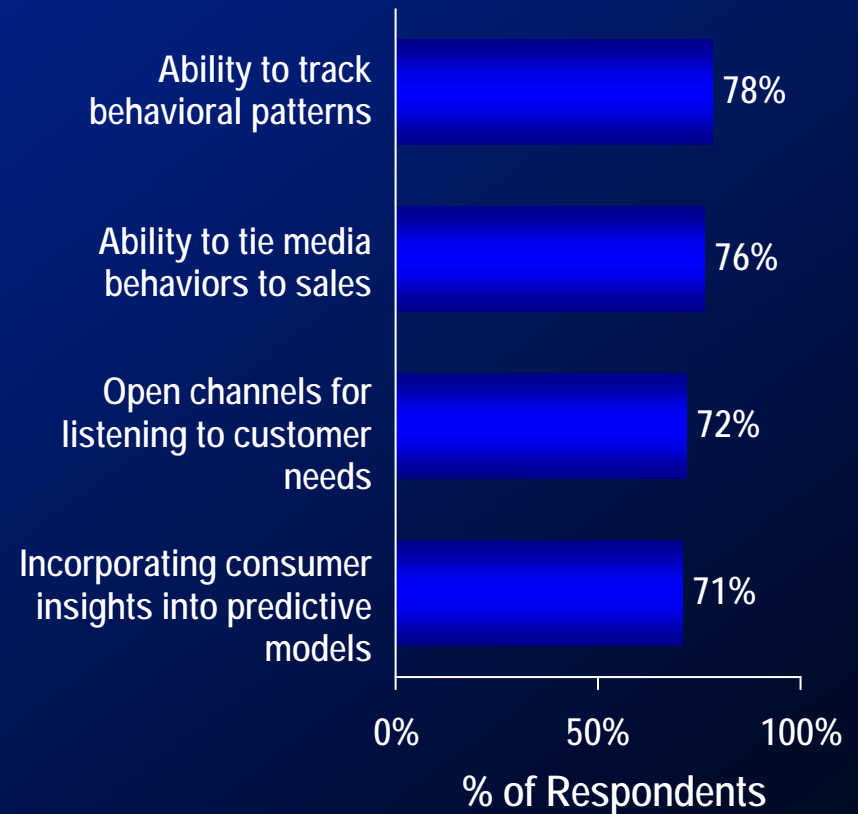 Ability to track
behavioral patterns
78%
Ability to tie media
behaviors to sales
76%
Open channels for
listening to customer
needs
72%
Incorporating consumer
insights into predictive
models
71%
0%
50%
100%
% of Respondents